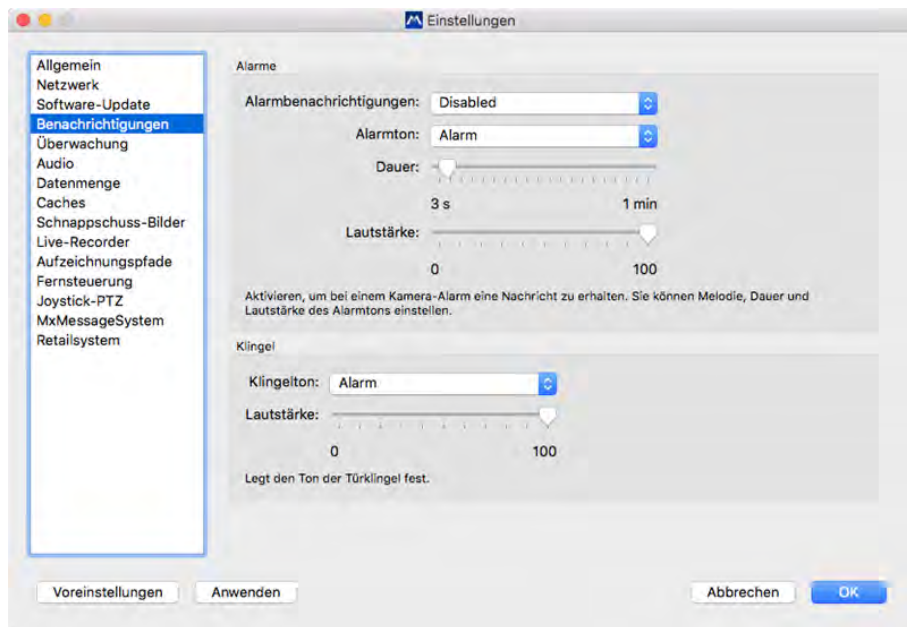 Einstellungen
Allgemein
Netzwerk
Software-Update
Benachrichtigungen
Überwachung
Audio
Datenmenge
Caches
Schnappschuss-Bilder
Live-Recorder
Aufzeichnungspfade
Fernsteuerung
Joystick-PTZ
MxMessageSystem
Retailsystem
Alarme
Alarmbenachrichtigungen: Disabled
Alarmton: Alarm
Dauer:
3 s 1 min
Lautstärke:
0 100
Aktivieren, um bei einem Kamera-Alarm eine Nachricht zu erhalten. Sie können Melodie, Dauer und
Lautstärke des Alarmtons einstellen.
Klingel
Klingelton: Alarm
Lautstärke:
0 100
Legt den Ton der Türklingel fest.
Voreinstellungen Anwenden Abbrechen OK